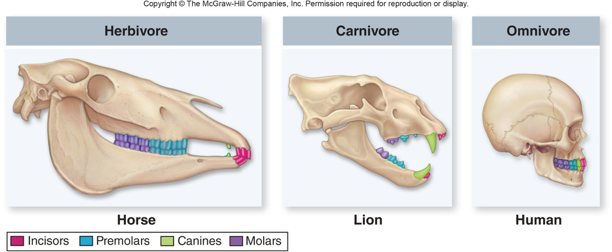 Copyright © The McGraw-Hill Companies, Inc. Permission required for reproduction or display.
Herbivore
Carnivore
Omnivore
Horse
Lion
Human
Incisors Premolars Canines Molars